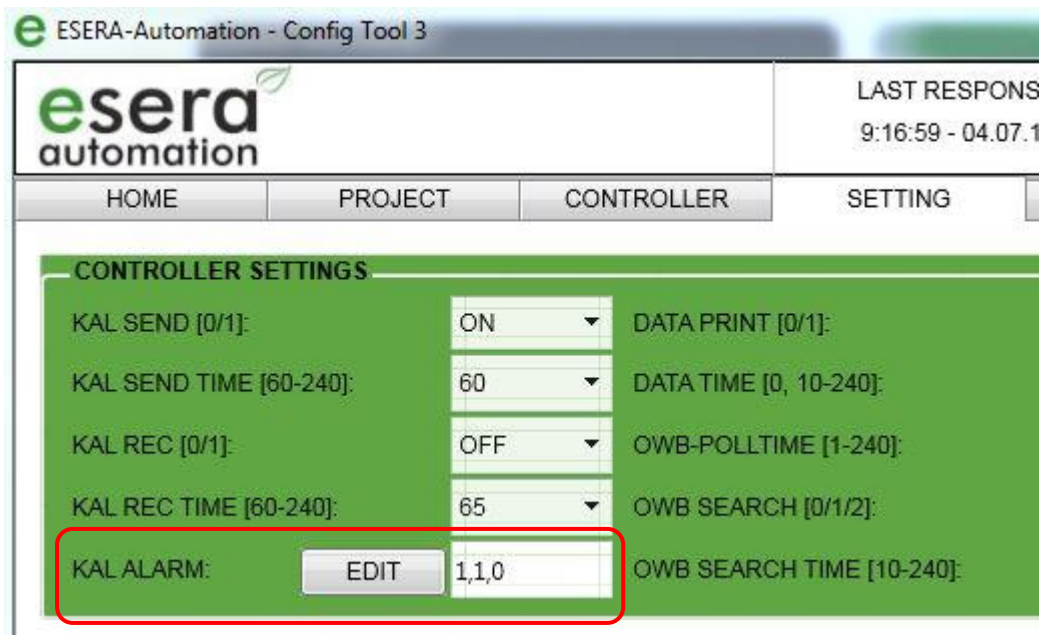 ESERA-Automation - Config Tool 3
esera
automation
LAST RESPONS
9:16:59 - 04.07.1
HOME PROJECT CONTROLLER SETTING
CONTROLLER SETTINGS
KAL SEND [0/1]: ON DATA PRINT [0/1]:
KAL SEND TIME [60-240]: 60 DATA TIME [0, 10-240]:
KAL REC [0/1]: OFF OWB-POLLTIME [1-240]:
KAL REC TIME [60-240]: 65 OWB SEARCH [0/1/2]:
KAL ALARM: EDIT 1,1,0 OWB SEARCH TIME [10-240]: